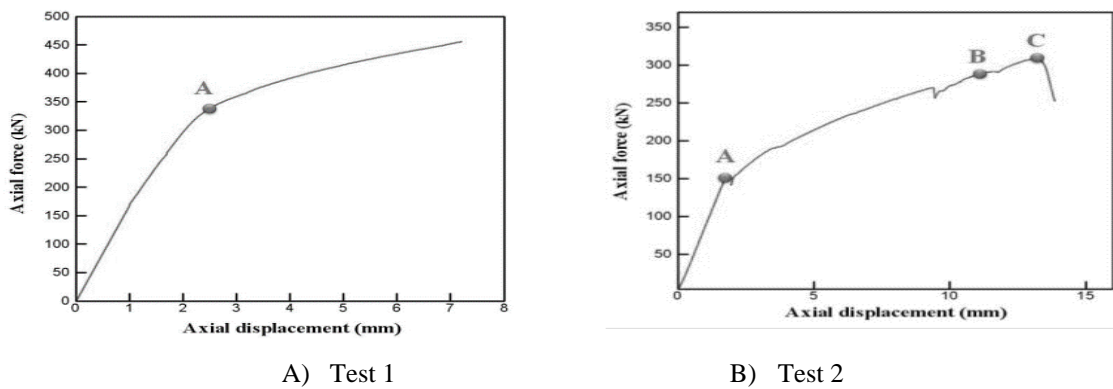 500
450
400
350
300
250
200
150
100
50
0
0 1 2 3 4 5 6 7 8
Axial force (kN)
Axial displacement (mm)
A
350
300
250
200
150
100
50
0 5 10 15
Axial force (kN)
Axial displacement (mm)
A
B
C
A) Test 1
B) Test 2